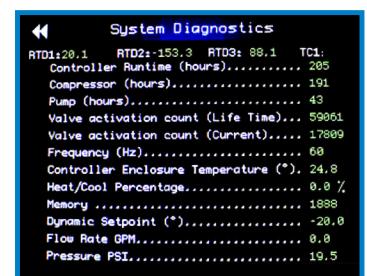 System Diagnostics
RTD1:20.1 RTD2:-153.3 RTD3: 88.1 TC1:
Controller Runtime (hours)........... 205
Compressor (hours)................... 191
Pump (hours)......................... 43
Valve activation count (Life Time)... 59061
Valve activation count (Current)..... 17809
Frequency (Hz)....................... 60
Controller Enclosure Temperature (°). 24.8
Heat/Cool Percentage................. 0.0 %
Memory .............................. 1888
Dynamic Setpoint (°)................. -20.0
Flow Rate GPM........................ 0.0
Pressure PSI......................... 19.5